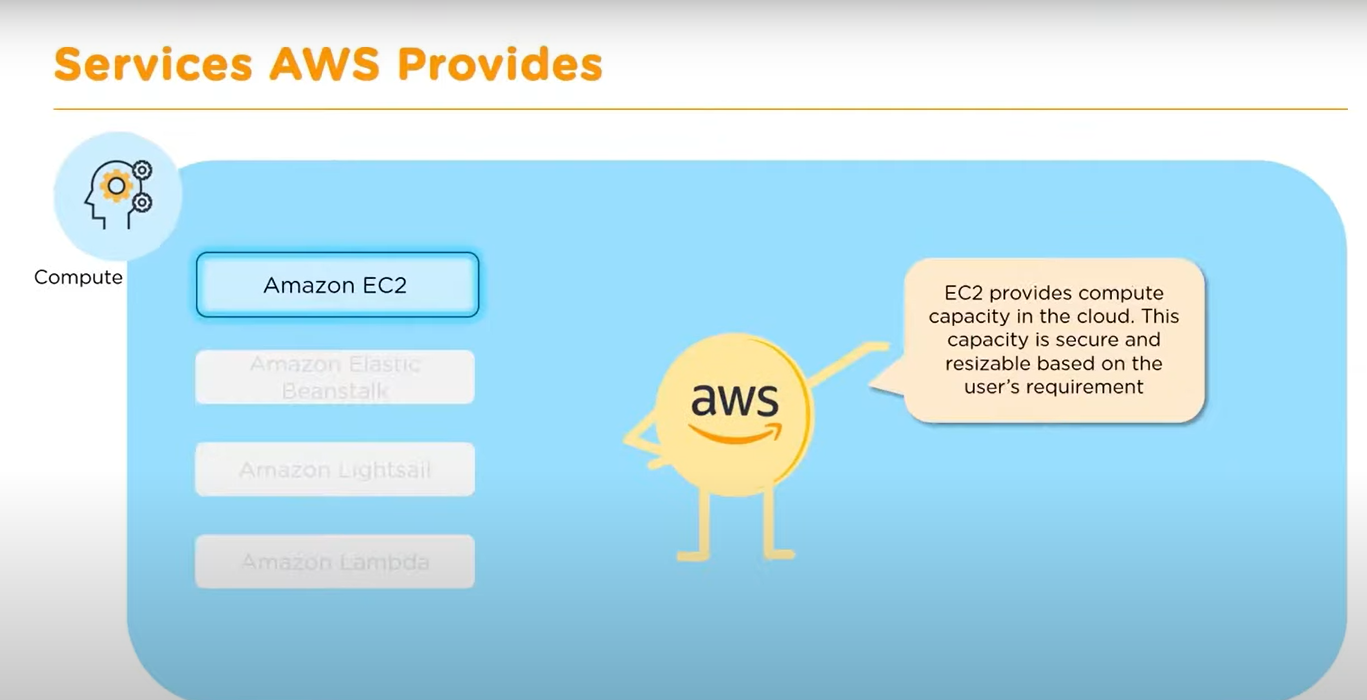 Services AWS Provides
Compute
Amazon EC2
Amazon Elastic
Beanstalk
Amazon Lightsail
Amazon Lambda
aws
EC2 provides compute
capacity in the cloud. This
capacity is secure and
resizable based on the
user's requirement